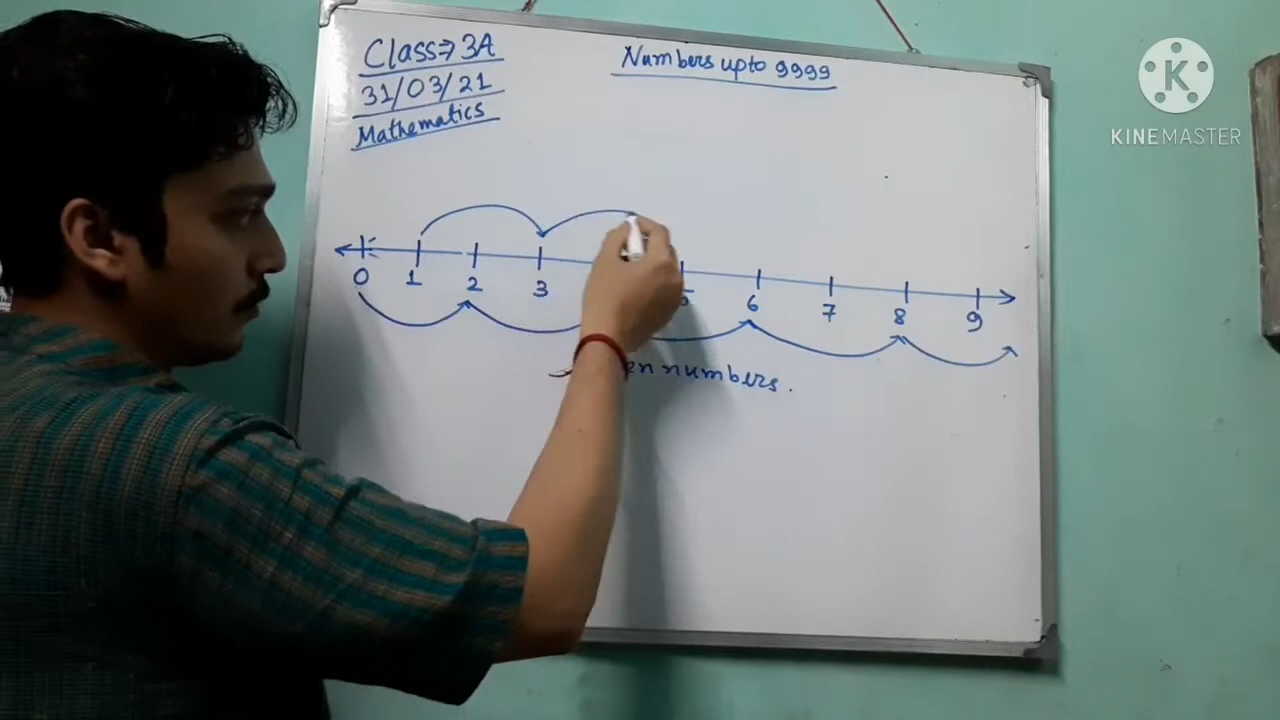 Class⇒3A
Numbers upto 9999
31/03/21
Mathematics
K
KINEMASTER
0 1 2 3 6 7 8 9
numbers.